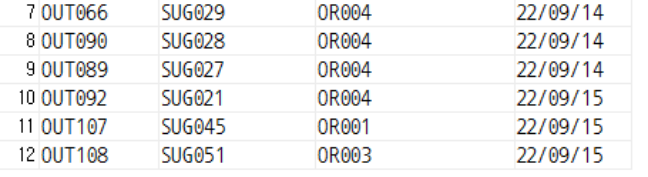 7 OUT066 SUG029 OR004 22/09/14
8 OUT090 SUG028 OR004 22/09/14
9 OUT089 SUG027 OR004 22/09/14
10 OUT092 SUG021 OR004 22/09/15
11 OUT107 SUG045 OR001 22/09/15
12 OUT108 SUG051 OR003 22/09/15